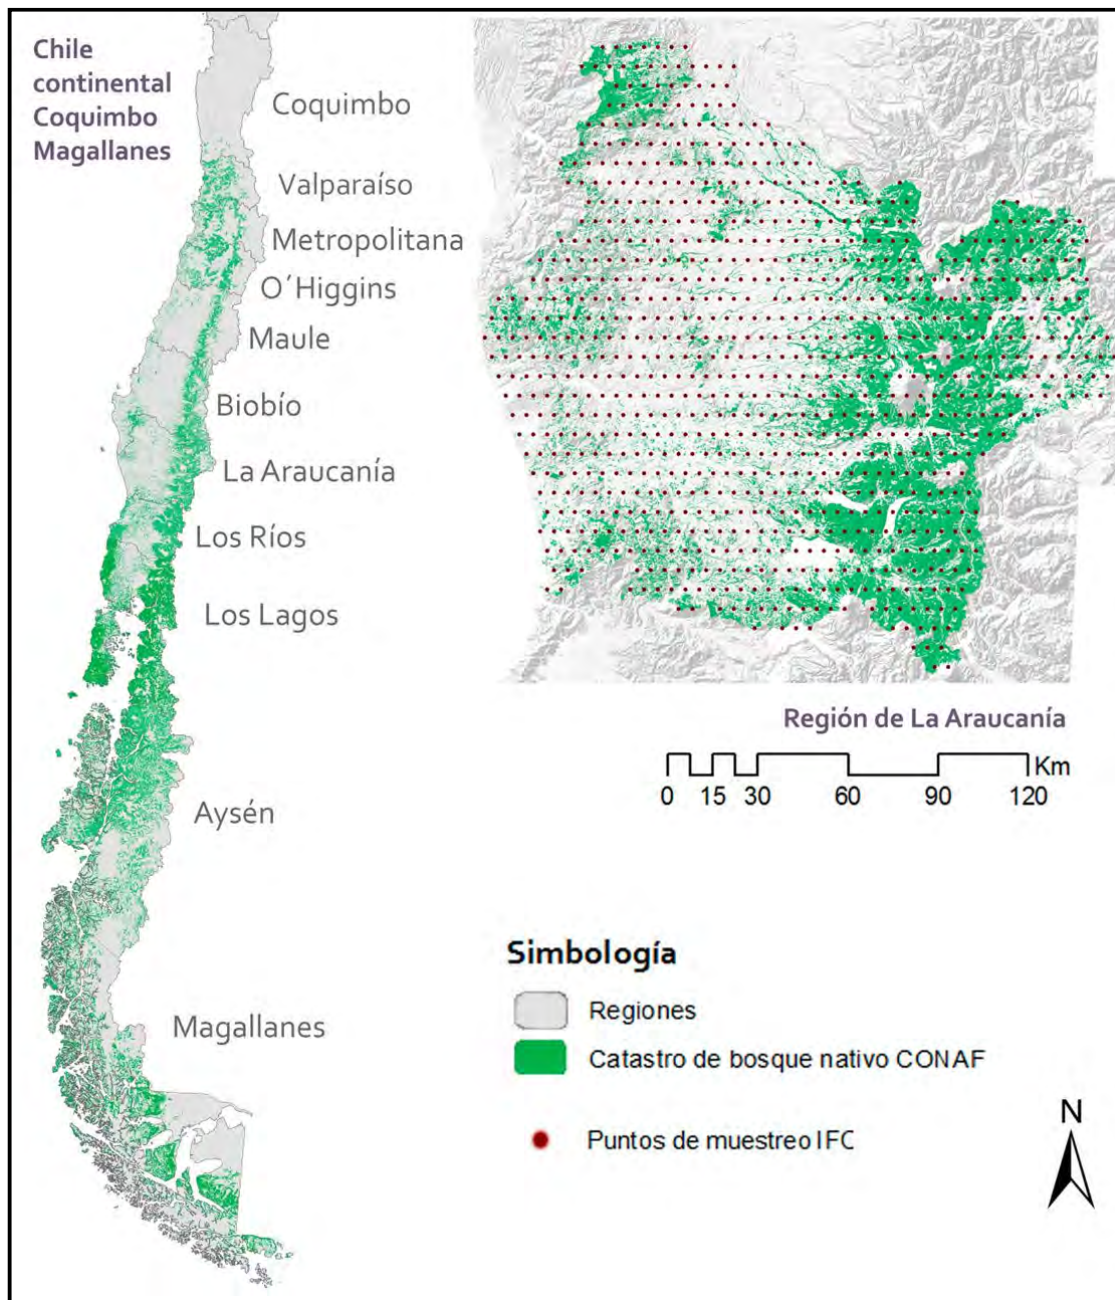 Chile
continental
Coquimbo
Magallanes
Coquimbo
Valparaíso
Metropolitana
O´Higgins
Maule
Biobío
La Araucanía
Los Ríos
Los Lagos
Aysén
Magallanes
Región de La Araucanía
Km
0 15 30 60 90 120
Simbología
Regiones
Catastro de bosque nativo CONAF
Puntos de muestreo IFC
N